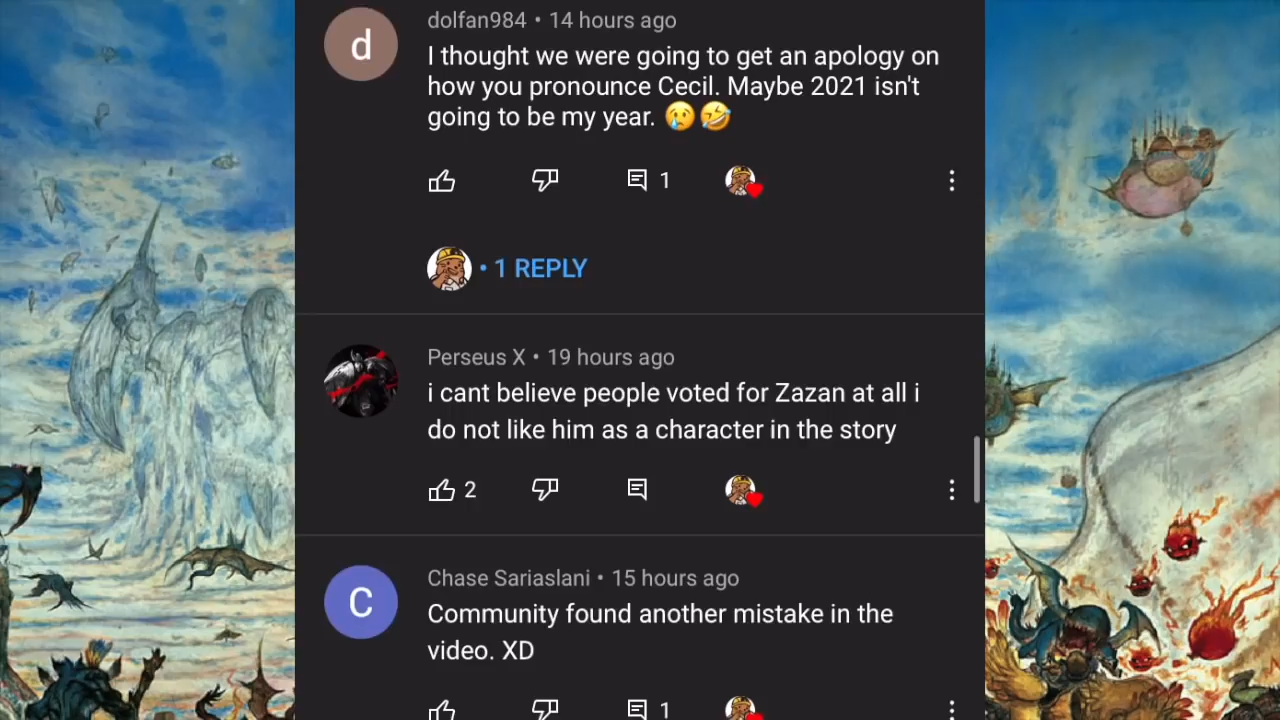 dolfan984 • 14 hours ago
I thought we were going to get an apology on
how you pronounce Cecil. Maybe 2021 isn't
going to be my year. 😢🤣
1
• 1 REPLY
Perseus X • 19 hours ago
i cant believe people voted for Zazan at all i
do not like him as a character in the story
2
Chase Sariaslani • 15 hours ago
Community found another mistake in the
video. XD
1